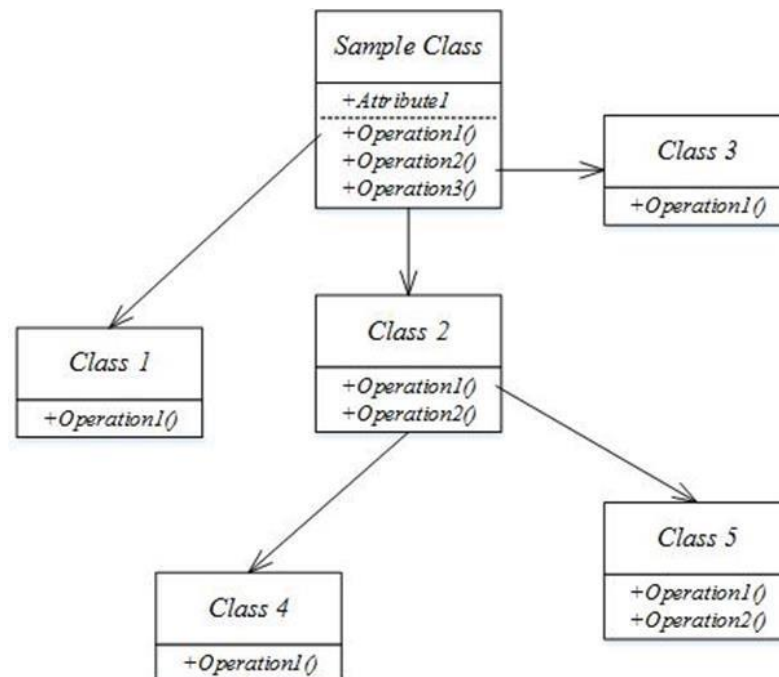 Sample Class
+Attribute1
+Operation1()
+Operation2()
+Operation3()
Class 3
+Operation1()
Class 1
+Operation1()
Class 2
+Operation1()
+Operation2()
Class 4
+Operation1()
Class 5
+Operation1()
+Operation2()